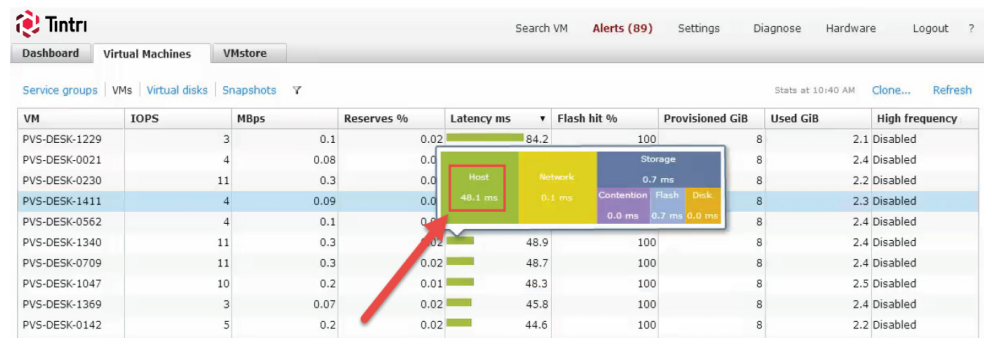 Tintri
Search VM Alerts (89) Settings Diagnose Hardware Logout ?
Dashboard Virtual Machines VMstore
Service groups VMs Virtual disks Snapshots Stats at 10:40 AM Clone... Refresh
VM IOPS MBps Reserves % Latency ms ▼ Flash hit % Provisioned GiB Used GiB High frequency
PVS-DESK-1229 3 0.1 0.02 84.2 100 8 2.1 Disabled
PVS-DESK-0021 4 0.08 0.0 8 2.4 Disabled
Storage
0.7 ms
PVS-DESK-0230 11 0.3 0.0 8 2.2 Disabled
Host Network
48.1 ms 0.1 ms
Contention Flash Disk
0.0 ms 0.7 ms 0.0 ms
PVS-DESK-1411 4 0.09 0.0 8 2.3 Disabled
PVS-DESK-0562 4 0.1 8 2.4 Disabled
PVS-DESK-1340 11 0.3 0.02 48.9 100 8 2.4 Disabled
PVS-DESK-0709 11 0.3 0.02 48.7 100 8 2.4 Disabled
PVS-DESK-1047 10 0.2 0.01 48.3 100 8 2.5 Disabled
PVS-DESK-1369 3 0.07 0.02 45.8 100 8 2.4 Disabled
PVS-DESK-0142 5 0.2 0.02 44.6 100 8 2.2 Disabled